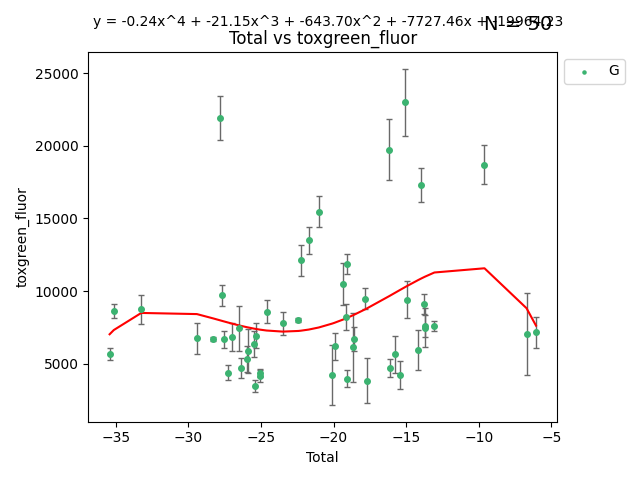 y = -0.24x^4 + -21.15x^3 + -643.70x^2 + -7727.46x + -19964.23
N = 50
Total vs toxgreen_fluor
G
25000
20000
15000
10000
5000
toxgreen_fluor
−35 −30 −25 −20 −15 −10 −5
Total